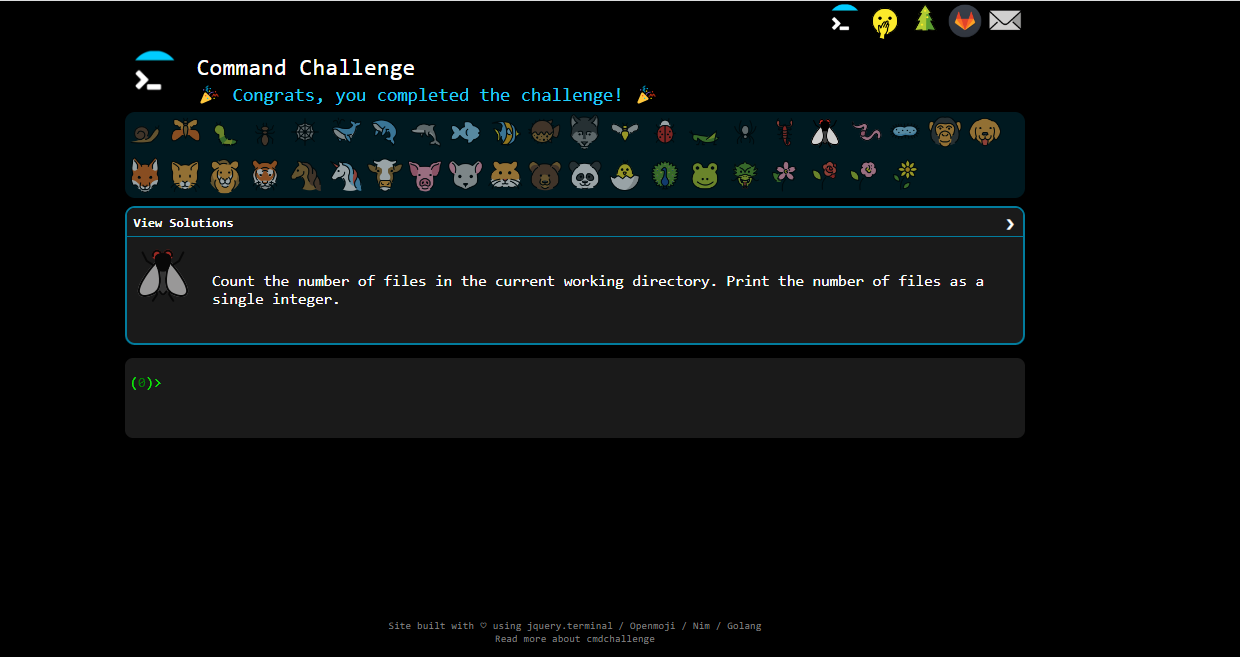 Command Challenge
Congrats, you completed the challenge!
View Solutions
Count the number of files in the current working directory. Print the number of files as a
single integer.
(0)>
Site built with ♡ using jquery.terminal / Openmoji / Nim / Golang
Read more about cmdchallenge